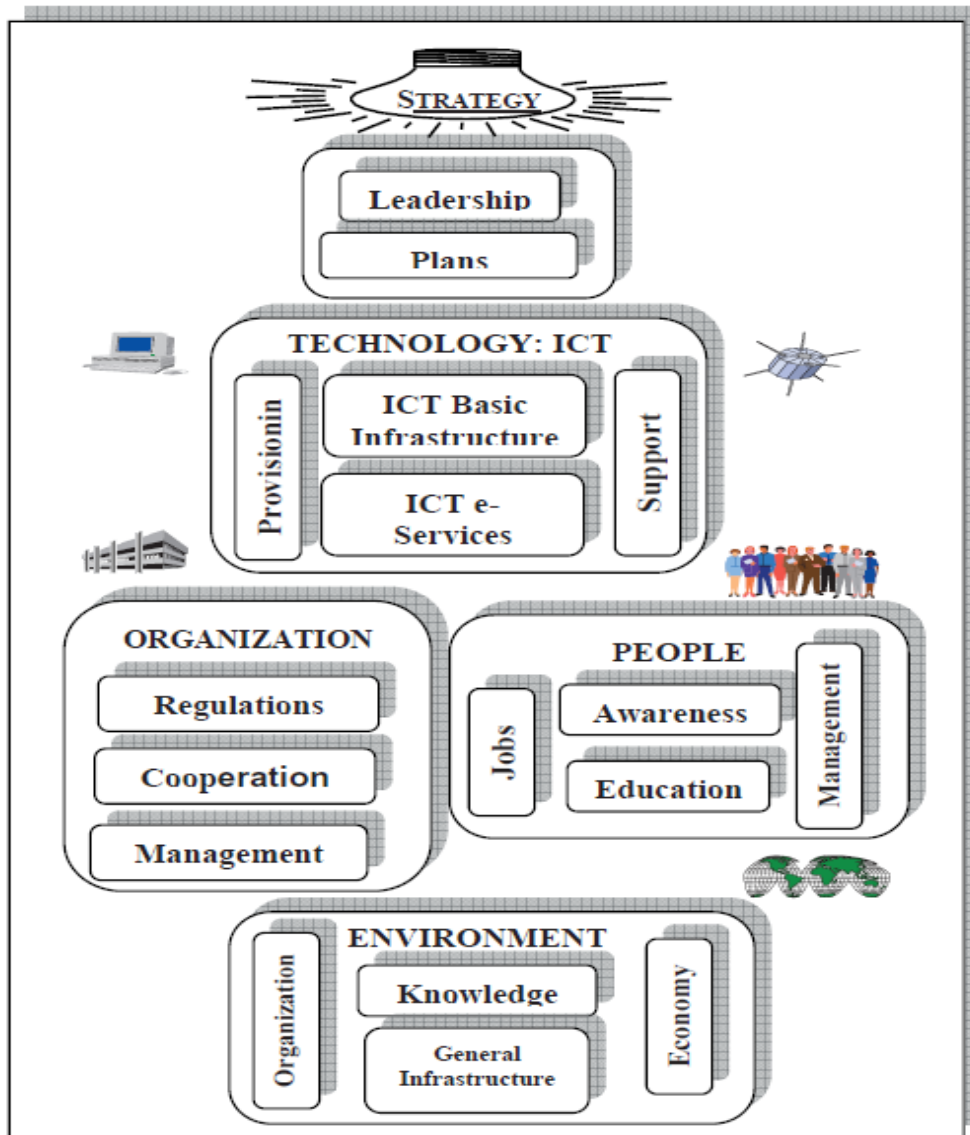 STRATEGY
Leadership
Plans
TECHNOLOGY: ICT
Provisionin
ICT Basic
Infrastructure
ICT e-
Services
Support
ORGANIZATION
Regulations
Cooperation
Management
PEOPLE
Jobs
Awareness
Education
Management
ENVIRONMENT
Organization
Knowledge
General
Infrastructure
Economy